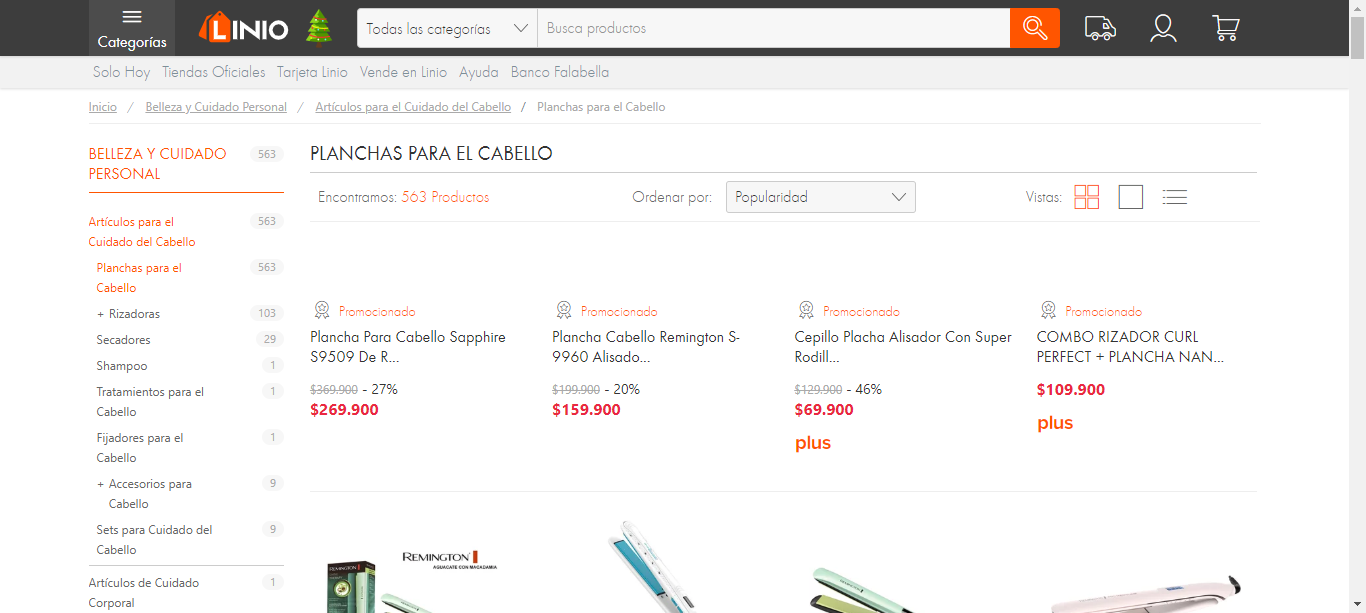 Categorías
LINIO
Todas las categorías
Busca productos
Solo Hoy Tiendas Oficiales Tarjeta Linio Vende en Linio Ayuda Banco Falabella
Inicio / Belleza y Cuidado Personal / Artículos para el Cuidado del Cabello / Planchas para el Cabello
BELLEZA Y CUIDADO 563
PERSONAL
Artículos para el 563
Cuidado del Cabello
Planchas para el 563
Cabello
+ Rizadoras 103
Secadores 29
Shampoo 1
Tratamientos para el 1
Cabello
Fijadores para el 1
Cabello
+ Accesorios para 9
Cabello
Sets para Cuidado del 9
Cabello
Artículos de Cuidado 1
Corporal
PLANCHAS PARA EL CABELLO
Encontramos: 563 Productos
Ordenar por: Popularidad
Vistas:
Promocionado
Plancha Para Cabello Sapphire
S9509 De R...
$369.900 - 27%
$269.900
Promocionado
Plancha Cabello Remington S-
9960 Alisado...
$199.900 - 20%
$159.900
Promocionado
Cepillo Placha Alisador Con Super
Rodill...
$129.900 - 46%
$69.900
plus
Promocionado
COMBO RIZADOR CURL
PERFECT + PLANCHA NAN...
$109.900
plus
REMINGTON
AGUACATE CON MACADAMIA
REMINGTON